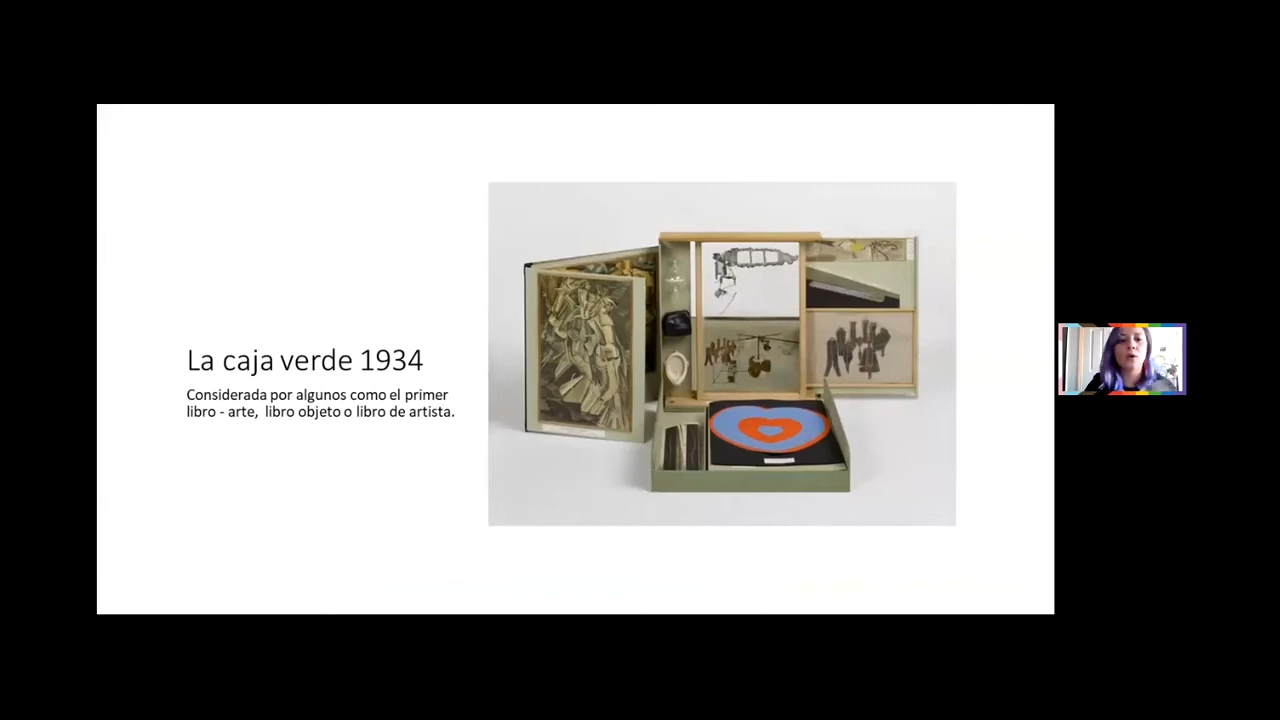 La caja verde 1934
Considerada por algunos como el primer
libro - arte, libro objeto o libro de artista.